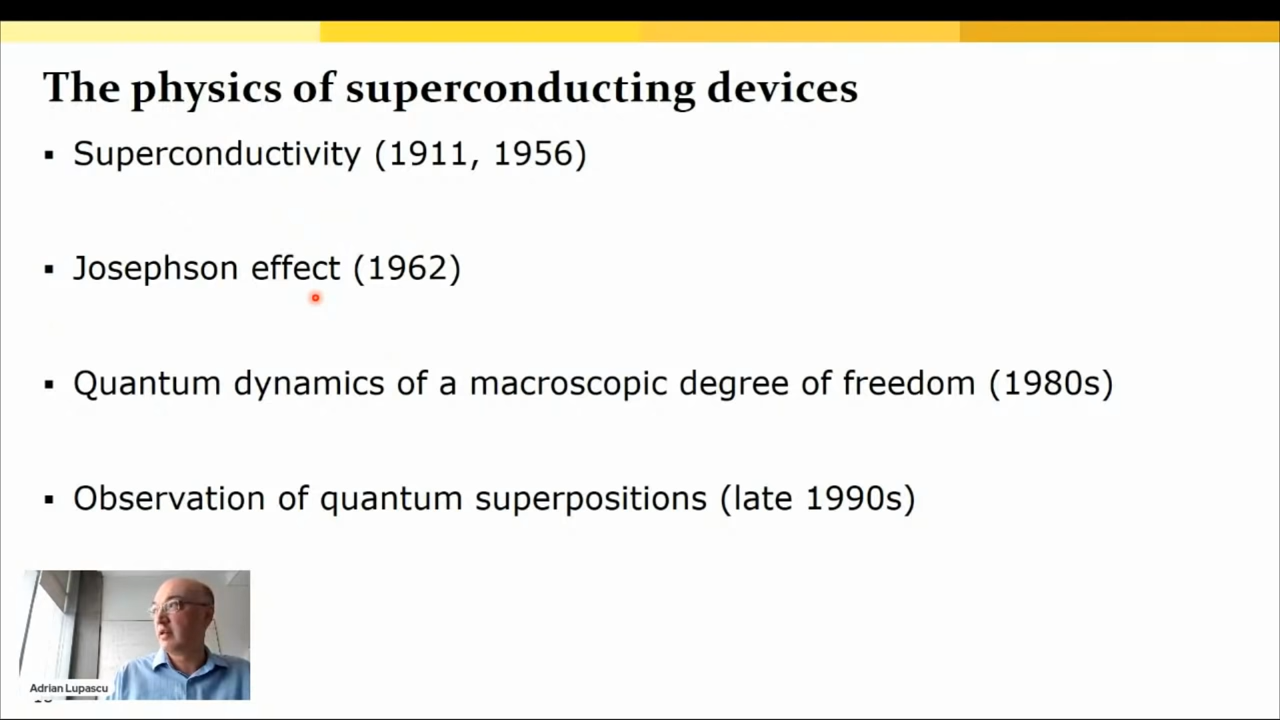 The physics of superconducting devices
▪ Superconductivity (1911, 1956)
▪ Josephson effect (1962)
▪ Quantum dynamics of a macroscopic degree of freedom (1980s)
▪ Observation of quantum superpositions (late 1990s)
Adrian Lupascu